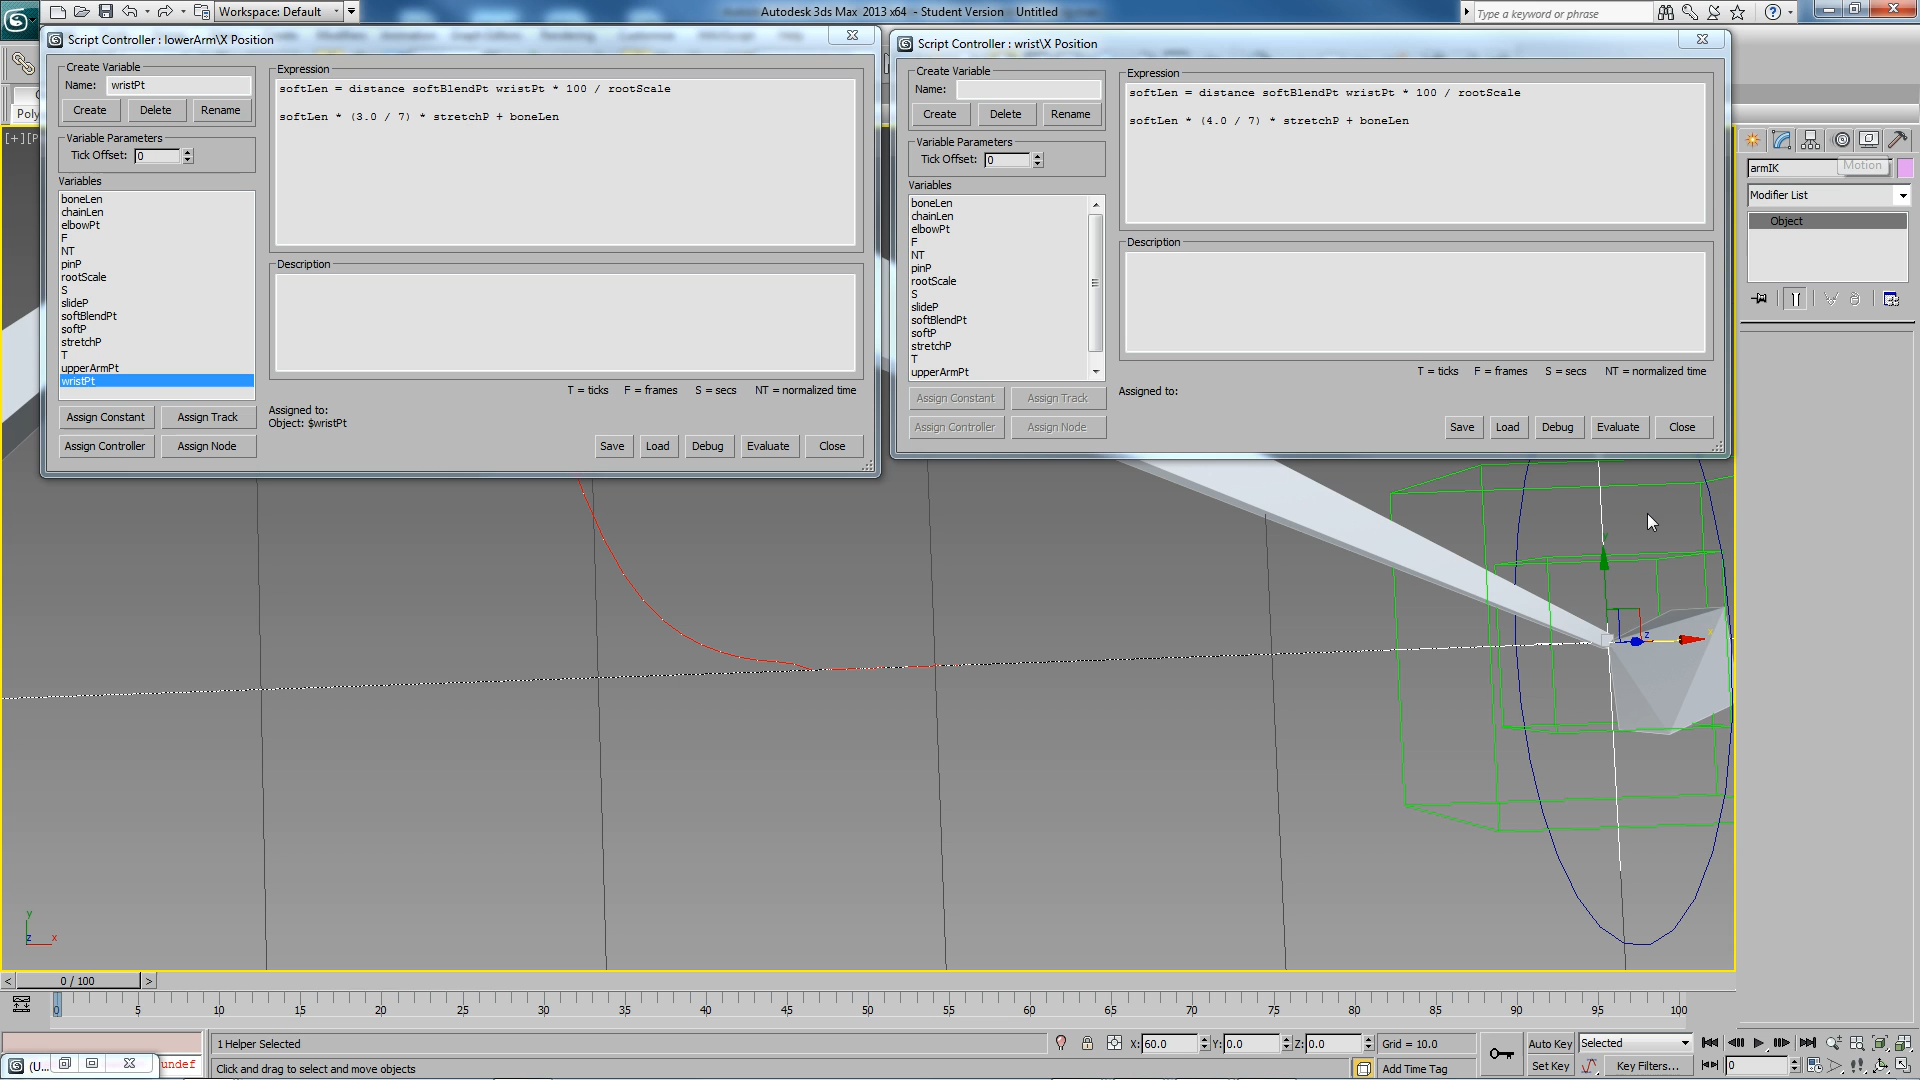 Workspace: Default
Autodesk 3ds Max 2013 x64 - Student Version Untitled
Type a keyword or phrase
Script Controller : lowerArm\X Position
Create Variable
Name: wristPt
Create Delete Rename
Variable Parameters
Tick Offset: 0
Variables
boneLen
chainLen
elbowPt
F
NT
pinP
rootScale
S
slideP
softBlendPt
softP
stretchP
T
upperArmPt
wristPt
Assign Constant Assign Track
Assign Controller Assign Node
Expression
softLen = distance softBlendPt wristPt * 100 / rootScale
softLen * (3.0 / 7) * stretchP + boneLen
Description
T = ticks F = frames S = secs NT = normalized time
Assigned to:
Object: $wristPt
Save Load Debug Evaluate Close
Script Controller : wrist\X Position
Create Variable
Name:
Create Delete Rename
Variable Parameters
Tick Offset: 0
Variables
boneLen
chainLen
elbowPt
F
NT
pinP
rootScale
S
slideP
softBlendPt
softP
stretchP
T
upperArmPt
Assign Constant Assign Track
Assign Controller Assign Node
Expression
softLen = distance softBlendPt wristPt * 100 / rootScale
softLen * (4.0 / 7) * stretchP + boneLen
Description
T = ticks F = frames S = secs NT = normalized time
Assigned to:
Save Load Debug Evaluate Close
Poly
[+][P
armIK
Motion
Modifier List
Object
y
z
x
z
x
< 0 / 100 >
0 5 10 15 20 25 30 35 40 45 50 55 60 65 70 75 80 85 90 95 100
1 Helper Selected
X: 60.0 Y: 0.0 Z: 0.0 Grid = 10.0
Auto Key Selected
(U... undef
Click and drag to select and move objects
Add Time Tag
Set Key Key Filters... 0